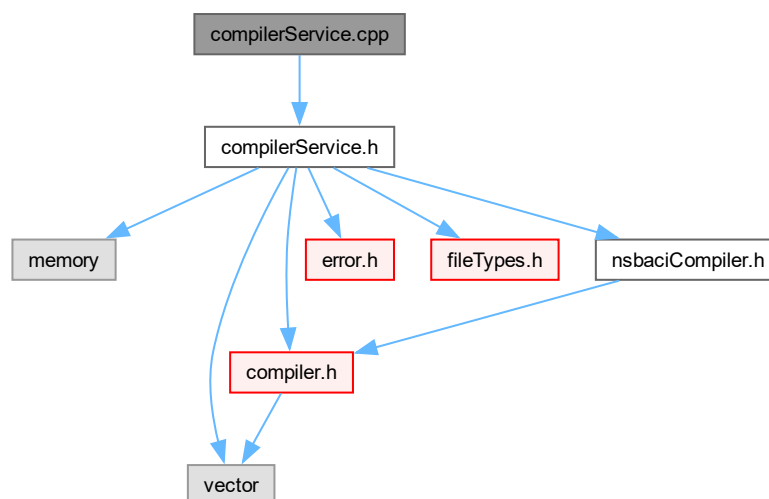 compilerService.cpp
compilerService.h
memory
error.h
fileTypes.h
nsbaciCompiler.h
compiler.h
vector